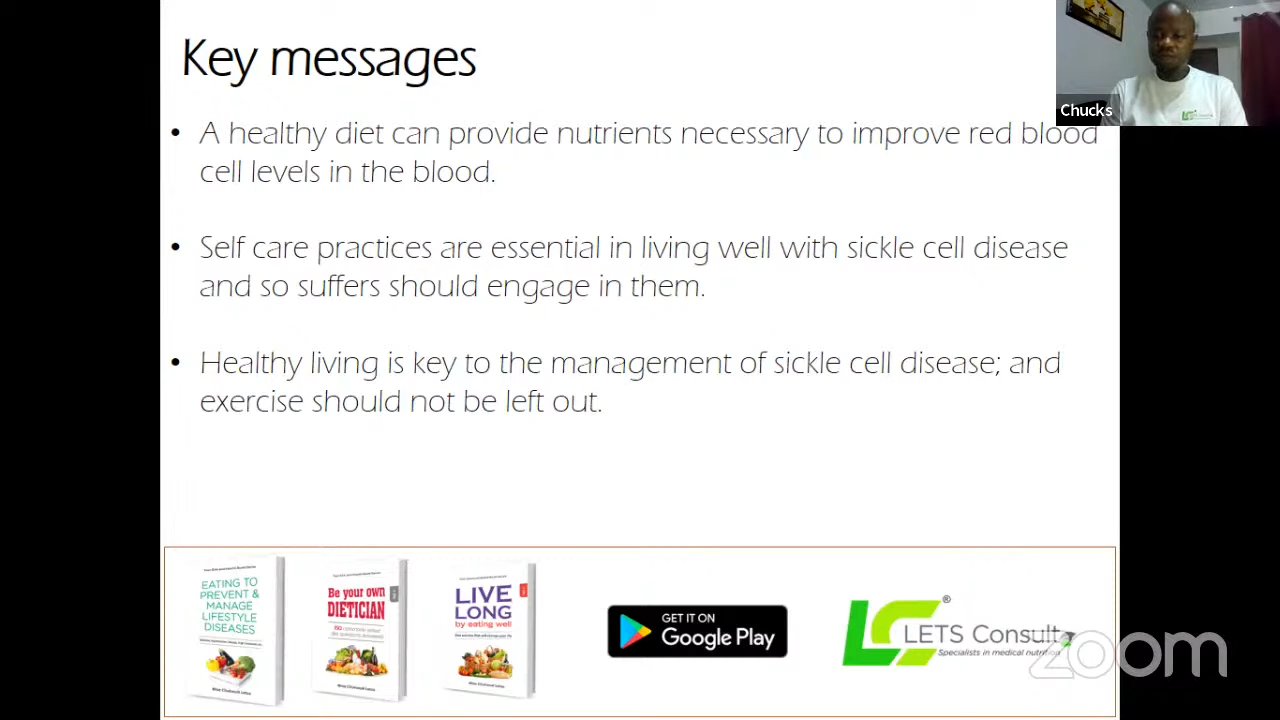 Key messages
Chucks
• A healthy diet can provide nutrients necessary to improve red blood
cell levels in the blood.
• Self care practices are essential in living well with sickle cell disease
and so suffers should engage in them.
• Healthy living is key to the management of sickle cell disease; and
exercise should not be left out.
EATING TO
PREVENT &
MANAGE
LIFESTYLE
DISEASES
Be your own
DIETICIAN
LIVE
LONG
by eating well
GET IT ON
Google Play
LETS Consult
®
Specialists in medical nutrition
zoom